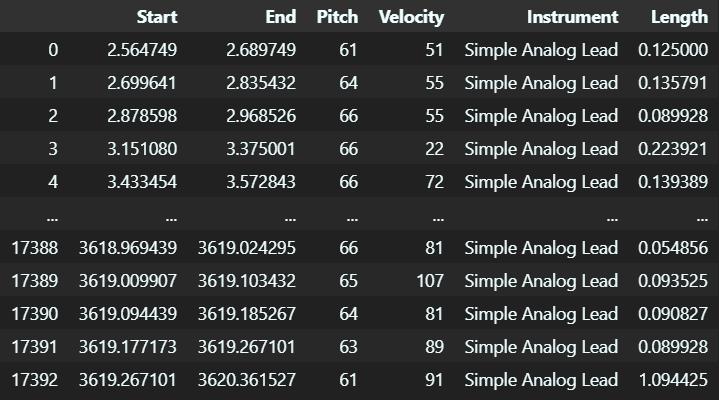 Start End Pitch Velocity Instrument Length
0 2.564749 2.689749 61 51 Simple Analog Lead 0.125000
1 2.699641 2.835432 64 55 Simple Analog Lead 0.135791
2 2.878598 2.968526 66 55 Simple Analog Lead 0.089928
3 3.151080 3.375001 66 22 Simple Analog Lead 0.223921
4 3.433454 3.572843 66 72 Simple Analog Lead 0.139389
... ... ... ... ... ... ...
17388 3618.969439 3619.024295 66 81 Simple Analog Lead 0.054856
17389 3619.009907 3619.103432 65 107 Simple Analog Lead 0.093525
17390 3619.094439 3619.185267 64 81 Simple Analog Lead 0.090827
17391 3619.177173 3619.267101 63 89 Simple Analog Lead 0.089928
17392 3619.267101 3620.361527 61 91 Simple Analog Lead 1.094425